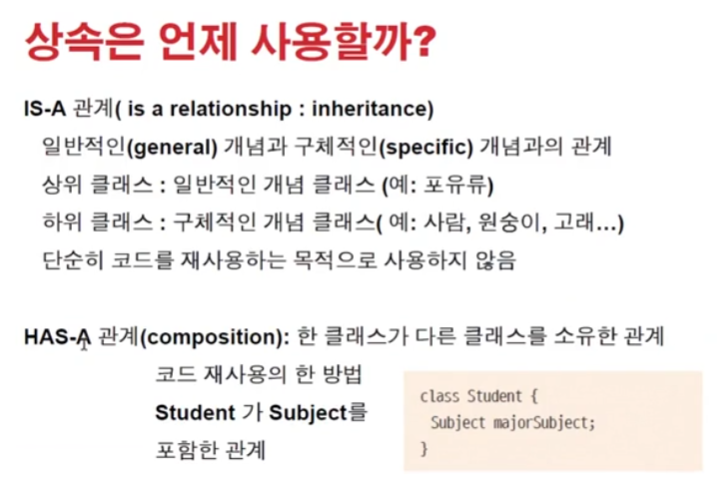 상속은 언제 사용할까?
IS-A 관계( is a relationship : inheritance)
일반적인(general) 개념과 구체적인(specific) 개념과의 관계
상위 클래스 : 일반적인 개념 클래스 (예: 포유류)
하위 클래스 : 구체적인 개념 클래스( 예: 사람, 원숭이, 고래...)
단순히 코드를 재사용하는 목적으로 사용하지 않음
HAS-A 관계(composition): 한 클래스가 다른 클래스를 소유한 관계
코드 재사용의 한 방법
Student 가 Subject를
포함한 관계
class Student {
Subject majorSubject;
}